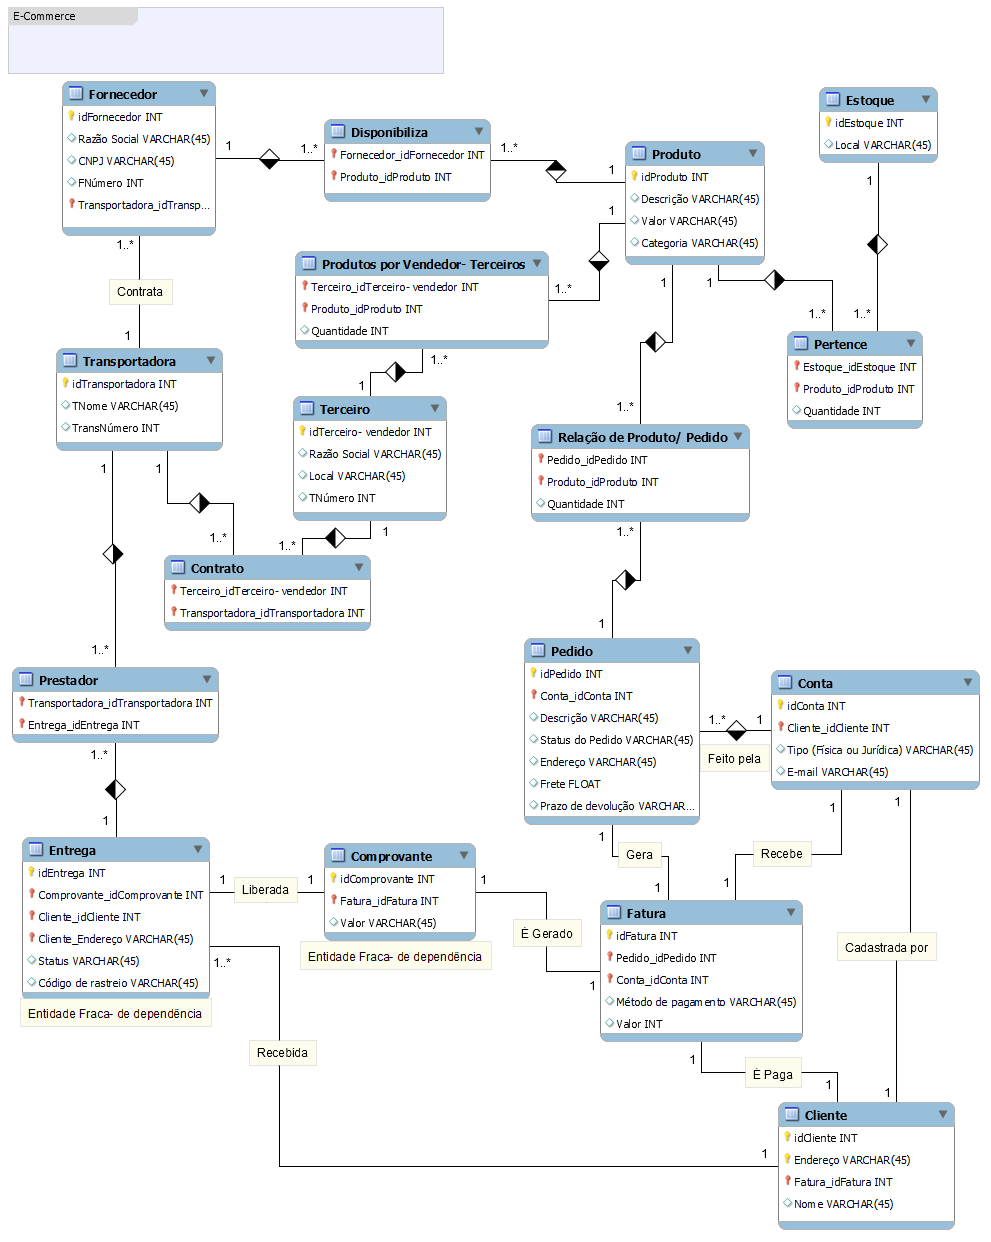 E-Commerce
Fornecedor
idFornecedor INT
Razão Social VARCHAR(45)
CNPJ VARCHAR(45)
FNúmero INT
Transportadora_idTransp...
1
1..*
Disponibiliza
Fornecedor_idFornecedor INT
Produto_idProduto INT
1..*
1
Produto
idProduto INT
Descrição VARCHAR(45)
Valor VARCHAR(45)
Categoria VARCHAR(45)
Estoque
idEstoque INT
Local VARCHAR(45)
1
1
1..*
Contrata
1
Produtos por Vendedor- Terceiros
Terceiro_idTerceiro- vendedor INT
Produto_idProduto INT
Quantidade INT
1..*
1
1
1..*
1..*
Pertence
Estoque_idEstoque INT
Produto_idProduto INT
Quantidade INT
Transportadora
idTransportadora INT
TNome VARCHAR(45)
TransNúmero INT
1..*
1
Terceiro
idTerceiro- vendedor INT
Razão Social VARCHAR(45)
Local VARCHAR(45)
TNúmero INT
1..*
Relação de Produto/ Pedido
Pedido_idPedido INT
Produto_idProduto INT
Quantidade INT
1
1
1..*
1..*
1
1..*
Contrato
Terceiro_idTerceiro- vendedor INT
Transportadora_idTransportadora INT
1
1..*
Prestador
Transportadora_idTransportadora INT
Entrega_idEntrega INT
1..*
1
Pedido
idPedido INT
Conta_idConta INT
Descrição VARCHAR(45)
Status do Pedido VARCHAR(45)
Endereço VARCHAR(45)
Frete FLOAT
Prazo de devolução VARCHAR...
1..*
1
Feito pela
Conta
idConta INT
Cliente_idCliente INT
Tipo (Física ou Jurídica) VARCHAR(45)
E-mail VARCHAR(45)
1
1
1
Gera
1
Recebe
1
Entrega
idEntrega INT
Comprovante_idComprovante INT
Cliente_idCliente INT
Cliente_Endereço VARCHAR(45)
Status VARCHAR(45)
Código de rastreio VARCHAR(45)
Entidade Fraca- de dependência
1
Liberada
1
Comprovante
idComprovante INT
Fatura_idFatura INT
Valor VARCHAR(45)
Entidade Fraca- de dependência
1
É Gerado
1
Fatura
idFatura INT
Pedido_idPedido INT
Conta_idConta INT
Método de pagamento VARCHAR(45)
Valor INT
Cadastrada por
1..*
Recebida
1
É Paga
1
1
1
Cliente
idCliente INT
Endereço VARCHAR(45)
Fatura_idFatura INT
Nome VARCHAR(45)